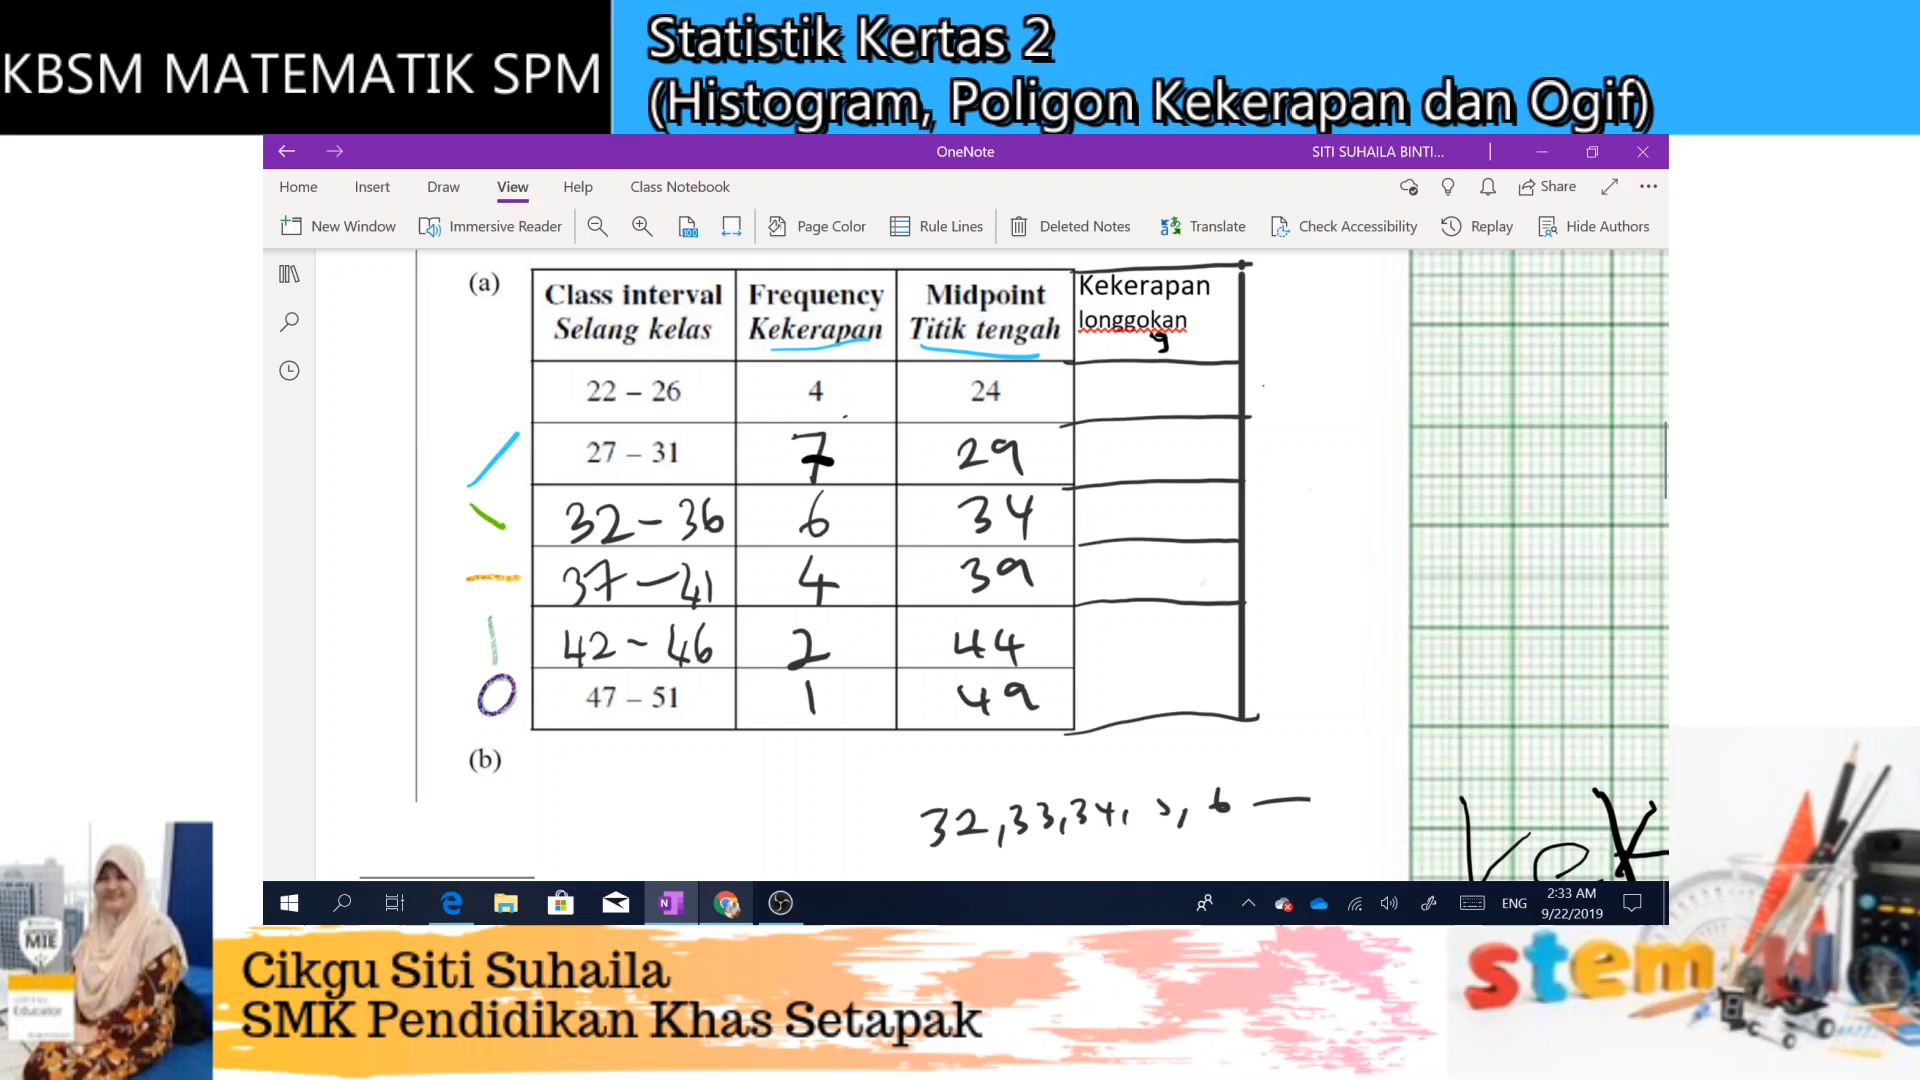 KBSM MATEMATIK SPM
Statistik Kertas 2
(Histogram, Poligon Kekerapan dan Ogif)
OneNote
SITI SUHAILA BINTI...
Home Insert Draw View Help Class Notebook
Share
New Window Immersive Reader Page Color Rule Lines Deleted Notes Translate Check Accessibility Replay Hide Authors
(a)
Class interval Frequency Midpoint Kekerapan
Selang kelas Kekerapan Titik tengah longgokan
22 – 26 4 24
27 – 31 7 29
32 – 36 6 34
37 – 41 4 39
42 – 46 2 44
47 – 51 1 49
(b)
32, 33, 34,
ENG
2:33 AM
9/22/2019
MIE
Educator
Cikgu Siti Suhaila
SMK Pendidikan Khas Setapak
stem